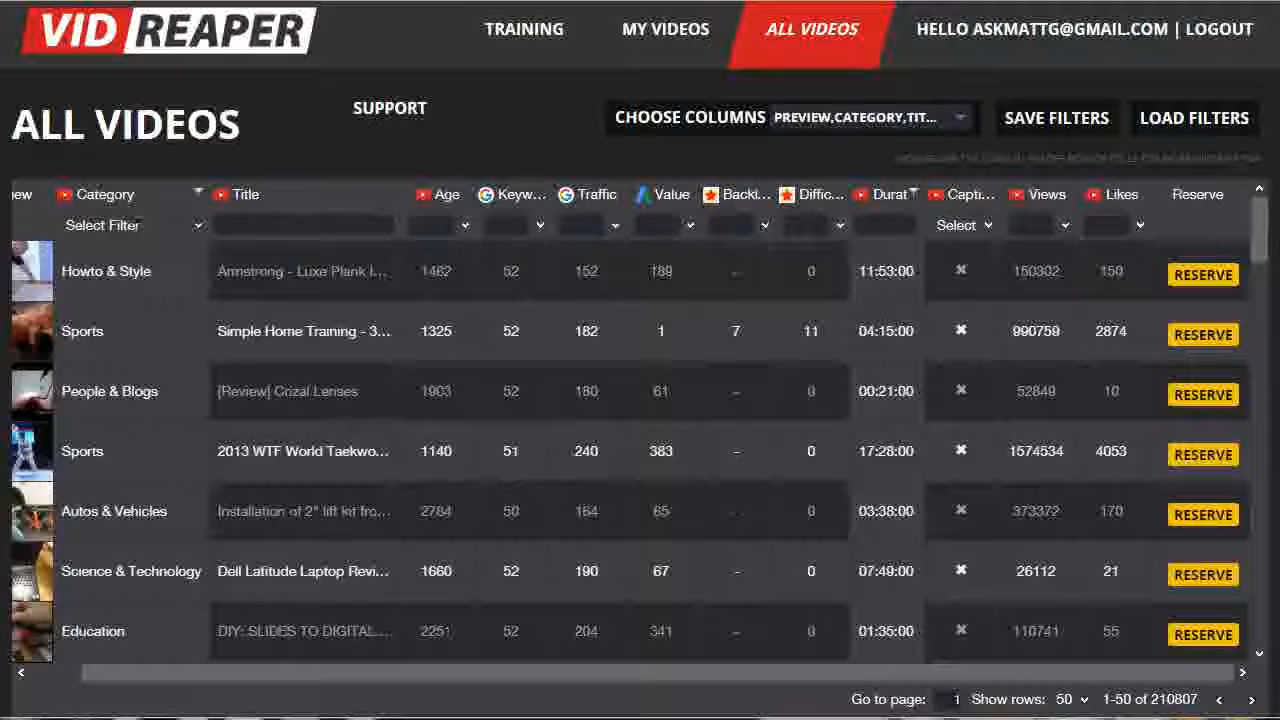 VID REAPER
TRAINING MY VIDEOS ALL VIDEOS HELLO ASKMATTG@GMAIL.COM | LOGOUT
SUPPORT
ALL VIDEOS
CHOOSE COLUMNS PREVIEW,CATEGORY,TIT... SAVE FILTERS LOAD FILTERS
ew Category Title Age Keyw... Traffic Value Backl... Diffic... Durat Capti... Views Likes Reserve
Select Filter Select
Howto & Style Armstrong - Luxe Plank I... 1462 52 152 189 - 0 11:53:00 150302 150 RESERVE
Sports Simple Home Training - 3... 1325 52 182 1 7 11 04:15:00 990759 2874 RESERVE
People & Blogs [Review] Crizal Lenses 1903 52 180 61 - 0 00:21:00 52849 10 RESERVE
Sports 2013 WTF World Taekwo... 1140 51 240 383 - 0 17:28:00 1574534 4053 RESERVE
Autos & Vehicles Installation of 2" lift kit fro... 2784 50 164 65 - 0 03:38:00 373372 170 RESERVE
Science & Technology Dell Latitude Laptop Revi... 1660 52 190 67 - 0 07:49:00 26112 21 RESERVE
Education DIY: SLIDES TO DIGITAL... 2251 52 204 341 - 0 01:35:00 110741 55 RESERVE
Go to page: 1 Show rows: 50 1-50 of 210807